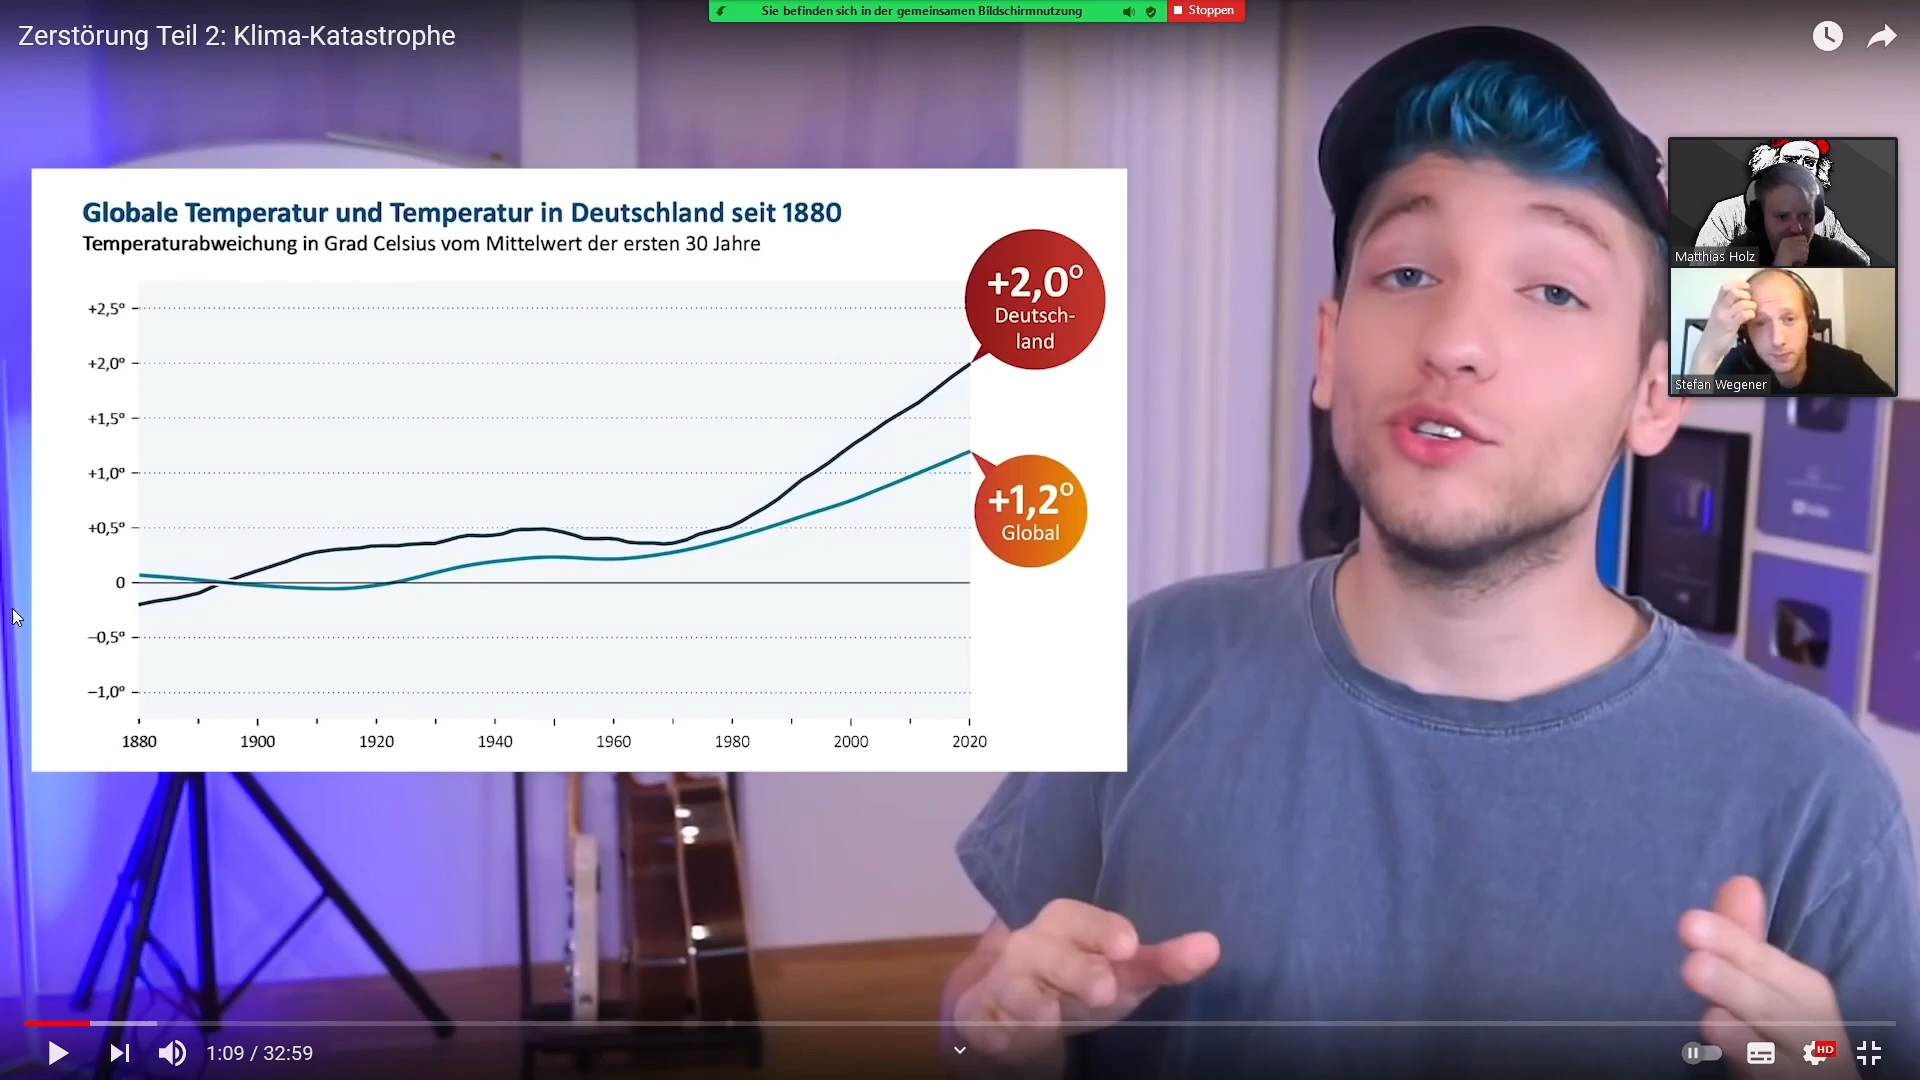 Sie befinden sich in der gemeinsamen Bildschirmnutzung
Stoppen
Zerstörung Teil 2: Klima-Katastrophe
Globale Temperatur und Temperatur in Deutschland seit 1880
Temperaturabweichung in Grad Celsius vom Mittelwert der ersten 30 Jahre
+2,5°
+2,0°
+1,5°
+1,0°
+0,5°
0
−0,5°
−1,0°
1880 1900 1920 1940 1960 1980 2000 2020
+2,0°
Deutsch-
land
+1,2°
Global
Matthias Holz
Stefan Wegener
1:09 / 32:59
HD